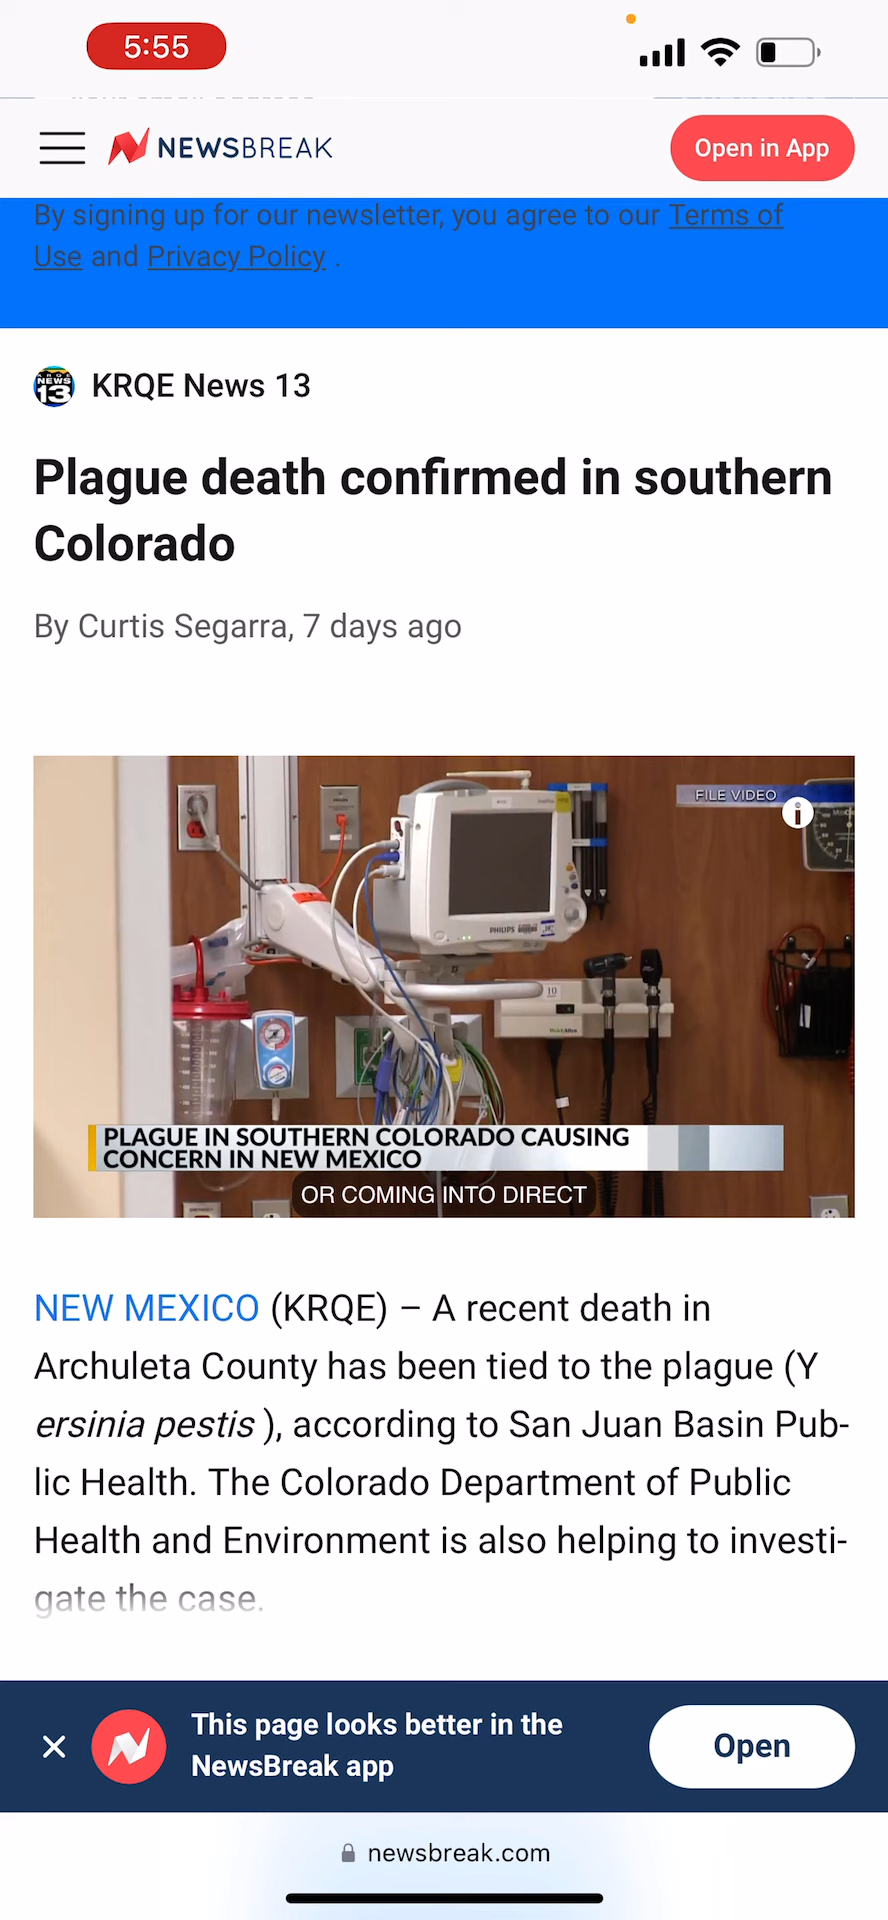 5:55
NEWSBREAK
Open in App
By signing up for our newsletter, you agree to our Terms of
Use and Privacy Policy .
KRQE News 13
Plague death confirmed in southern
Colorado
By Curtis Segarra, 7 days ago
FILE VIDEO
PHILIPS
10
PLAGUE IN SOUTHERN COLORADO CAUSING
CONCERN IN NEW MEXICO
OR COMING INTO DIRECT
NEW MEXICO (KRQE) – A recent death in
Archuleta County has been tied to the plague (Y
ersinia pestis ), according to San Juan Basin Pub-
lic Health. The Colorado Department of Public
Health and Environment is also helping to investi-
gate the case.
This page looks better in the
NewsBreak app
Open
newsbreak.com